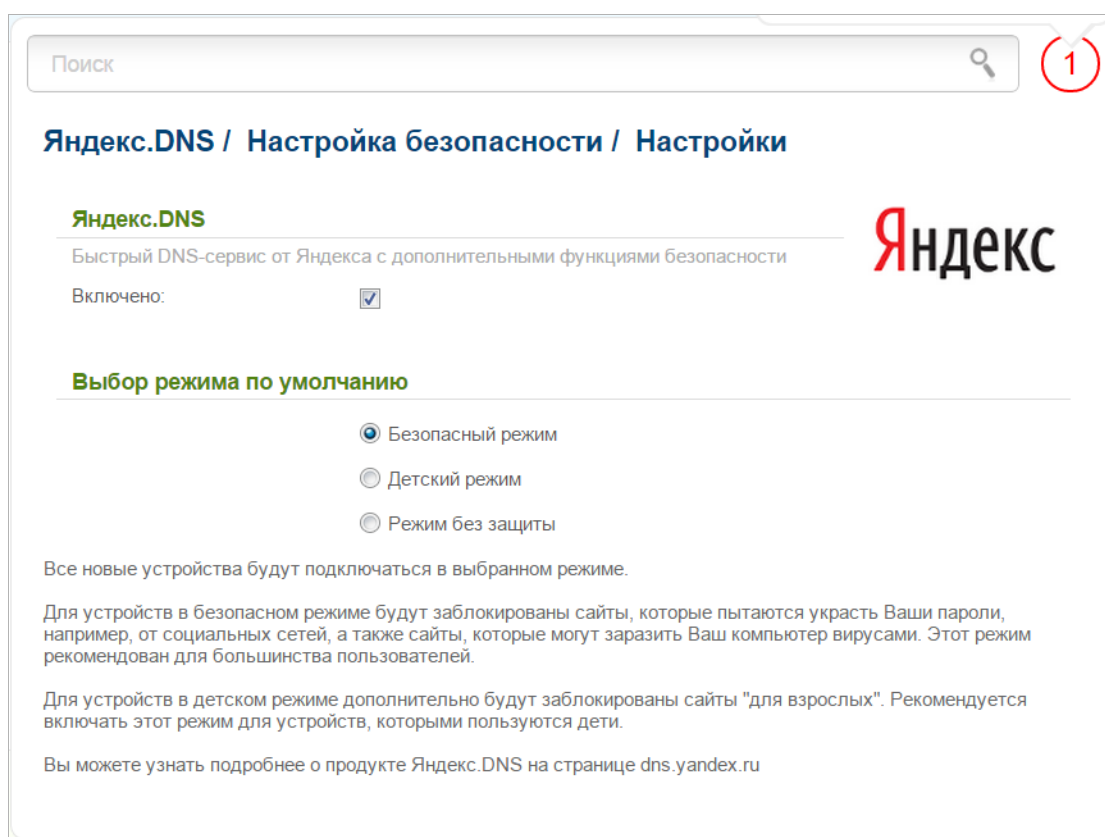 Поиск
1
Яндекс.DNS / Настройка безопасности / Настройки
Яндекс.DNS
Яндекс
Быстрый DNS-сервис от Яндекса с дополнительными функциями безопасности
Включено:
Выбор режима по умолчанию
Безопасный режим
Детский режим
Режим без защиты
Все новые устройства будут подключаться в выбранном режиме.
Для устройств в безопасном режиме будут заблокированы сайты, которые пытаются украсть Ваши пароли,
например, от социальных сетей, а также сайты, которые могут заразить Ваш компьютер вирусами. Этот режим
рекомендован для большинства пользователей.
Для устройств в детском режиме дополнительно будут заблокированы сайты "для взрослых". Рекомендуется
включать этот режим для устройств, которыми пользуются дети.
Вы можете узнать подробнее о продукте Яндекс.DNS на странице dns.yandex.ru